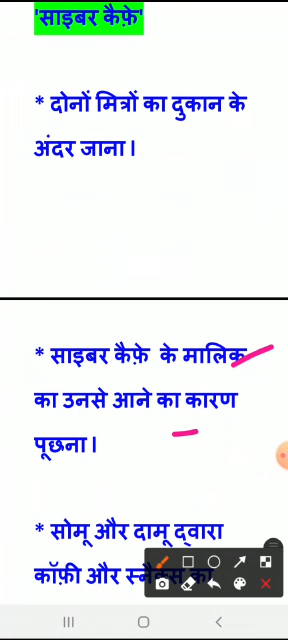 'साइबर कैफ़े'
* दोनों मित्रों का दुकान के
अंदर जाना।
* साइबर कैफ़े के मालिक
का उनसे आने का कारण
पूछना।
* सोमू और दामू द्वारा
कॉफ़ी और स्नैक्स का